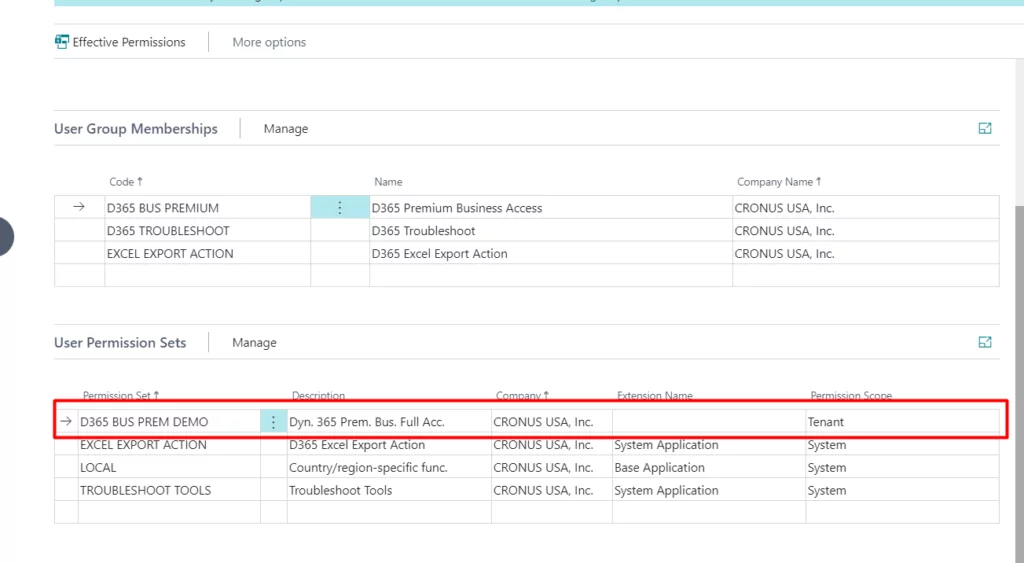 Effective Permissions More options
User Group Memberships Manage
Code ↑ Name Company Name ↑
→ D365 BUS PREMIUM ⋮ D365 Premium Business Access CRONUS USA, Inc.
D365 TROUBLESHOOT D365 Troubleshoot CRONUS USA, Inc.
EXCEL EXPORT ACTION D365 Excel Export Action CRONUS USA, Inc.
User Permission Sets Manage
Permission Set ↑ Description Company ↑ Extension Name Permission Scope
→ D365 BUS PREM DEMO ⋮ Dyn. 365 Prem. Bus. Full Acc. CRONUS USA, Inc. Tenant
EXCEL EXPORT ACTION D365 Excel Export Action CRONUS USA, Inc. System Application System
LOCAL Country/region-specific func. CRONUS USA, Inc. Base Application System
TROUBLESHOOT TOOLS Troubleshoot Tools CRONUS USA, Inc. System Application System